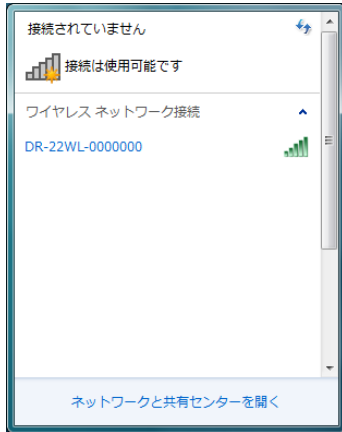 接続されていません
接続は使用可能です
ワイヤレス ネットワーク接続
DR-22WL-0000000
ネットワークと共有センターを開く